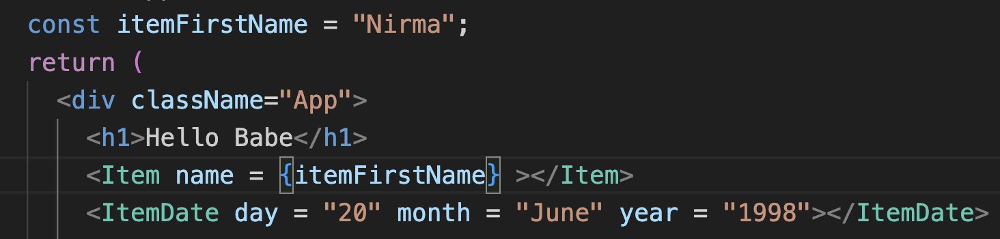 const itemFirstName = "Nirma";
return (
<div className="App">
<h1>Hello Babe</h1>
<Item name = {itemFirstName} ></Item>
<ItemDate day = "20" month = "June" year = "1998"></ItemDate>